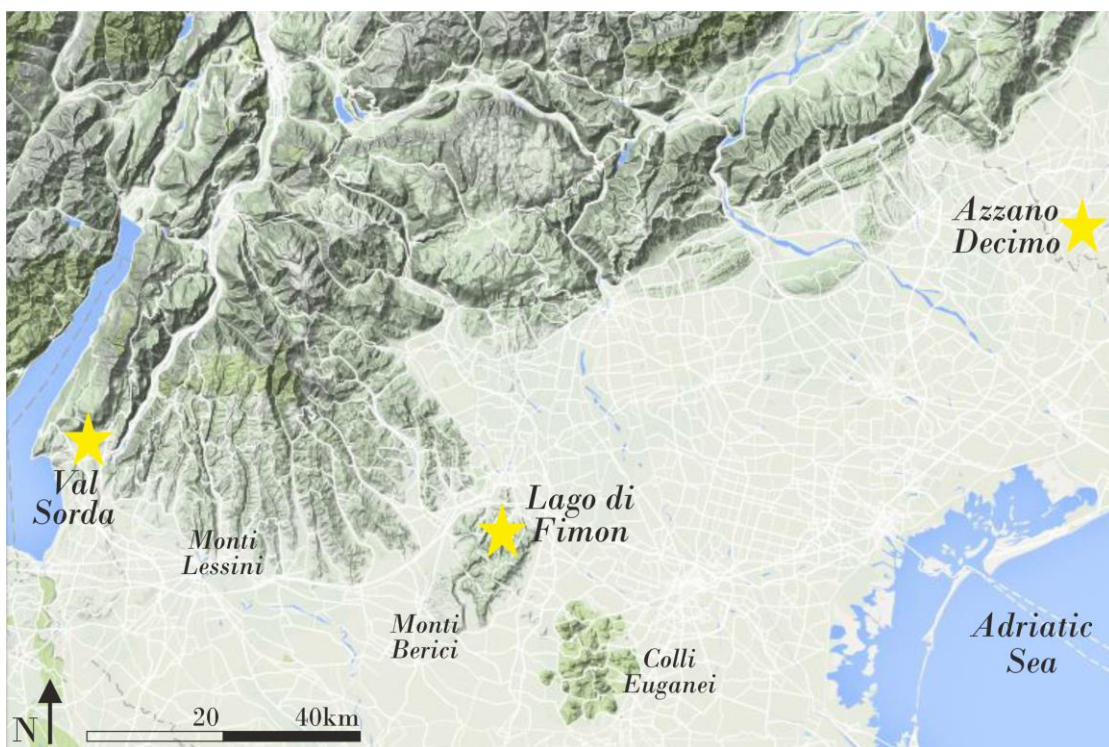 Azzano
Decimo
Val
Sorda
Lago di
Fimon
Monti
Lessini
Monti
Berici
Colli
Euganei
Adriatic
Sea
N
20 40km